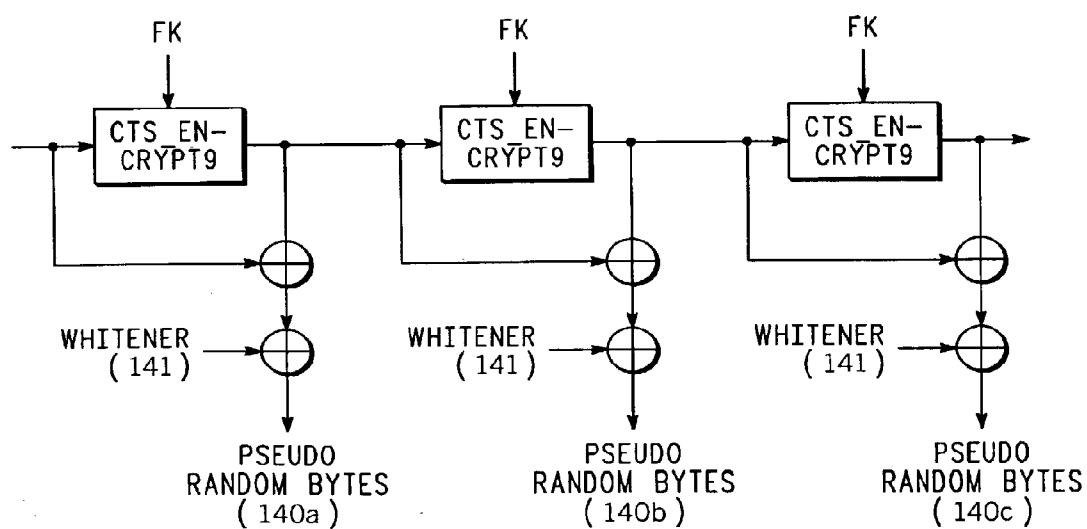 FK
FK
FK
CTS_EN-
CRYPT9
CTS_EN-
CRYPT9
CTS_EN-
CRYPT9
WHITENER
(141)
WHITENER
(141)
WHITENER
(141)
PSEUDO
RANDOM BYTES
(140a)
PSEUDO
RANDOM BYTES
(140b)
PSEUDO
RANDOM BYTES
(140c)